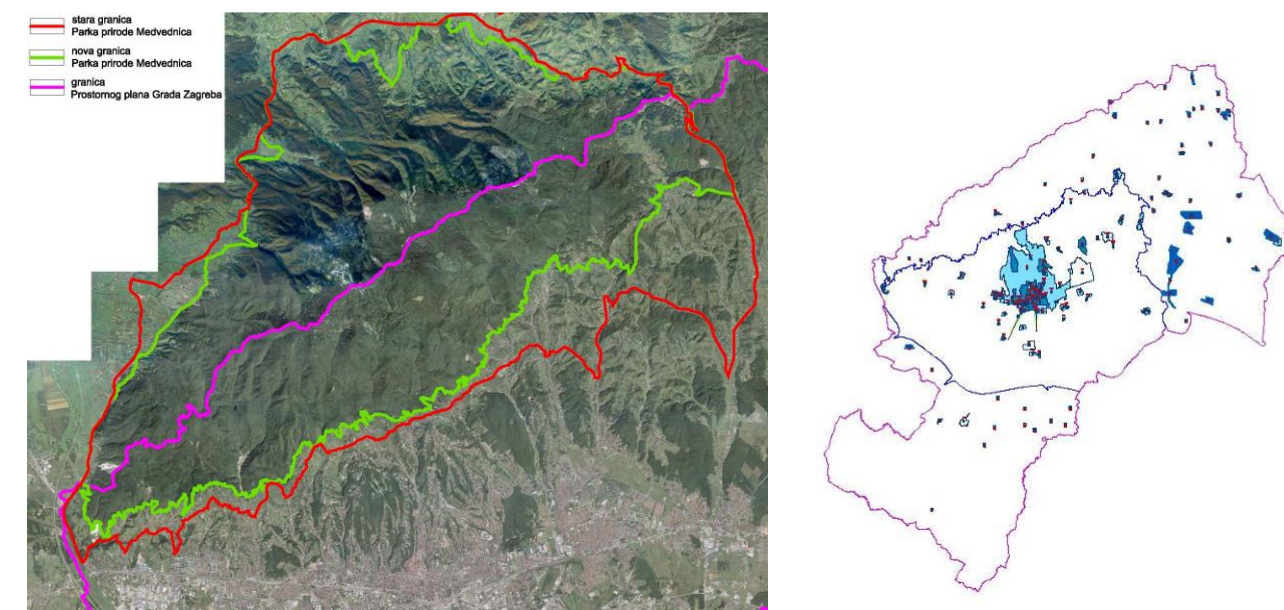 stara granica
Parka prirode Medvednica
nova granica
Parka prirode Medvednica
granica
Prostornog plana Grada Zagreba